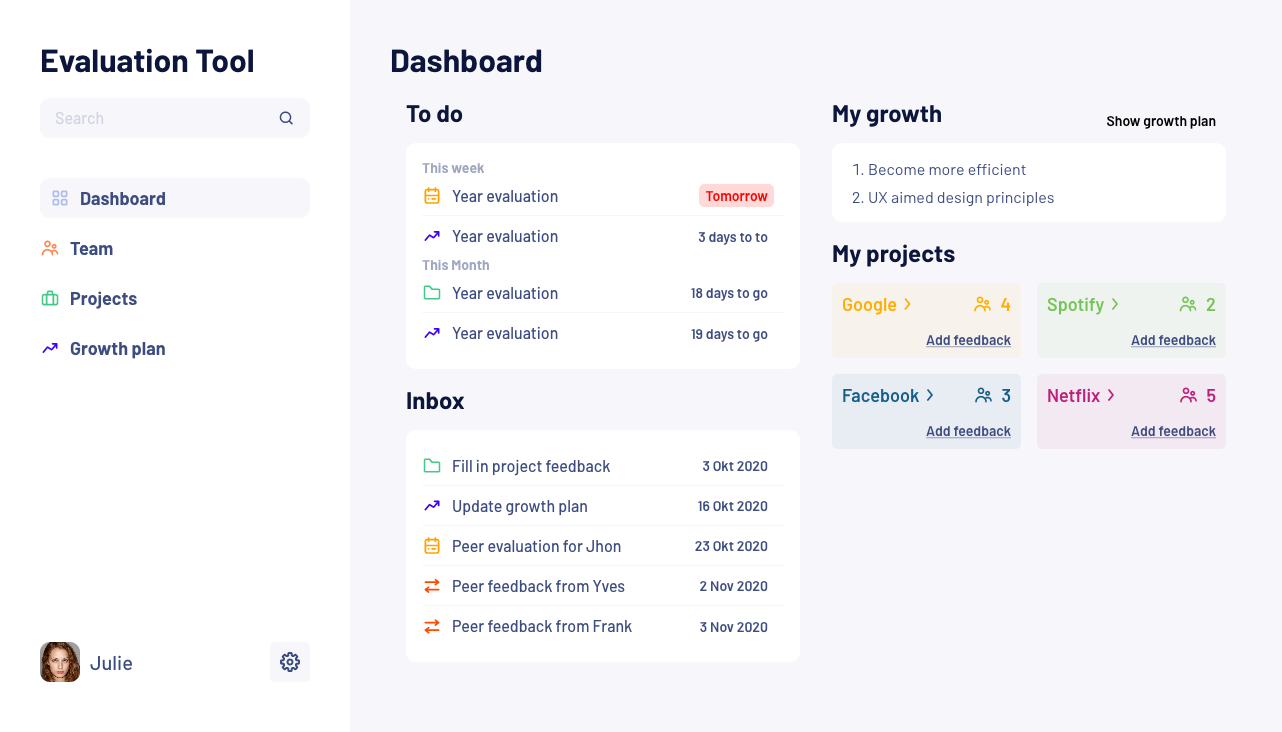 Evaluation Tool
Search
Dashboard
Team
Projects
Growth plan
Julie
Dashboard
To do
This week
Year evaluation Tomorrow
Year evaluation 3 days to to
This Month
Year evaluation 18 days to go
Year evaluation 19 days to go
Inbox
Fill in project feedback 3 Okt 2020
Update growth plan 16 Okt 2020
Peer evaluation for Jhon 23 Okt 2020
Peer feedback from Yves 2 Nov 2020
Peer feedback from Frank 3 Nov 2020
My growth Show growth plan
1. Become more efficient
2. UX aimed design principles
My projects
Google 4
Add feedback
Spotify 2
Add feedback
Facebook 3
Add feedback
Netflix 5
Add feedback